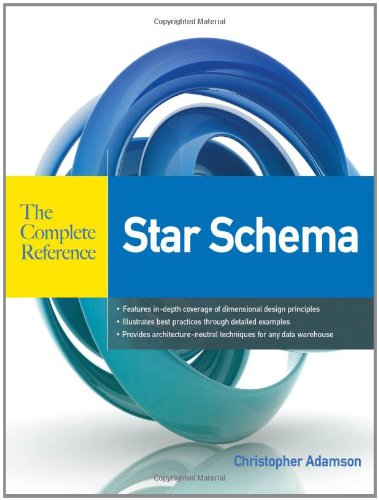 Copyrighted Material
The
Complete
Reference
Star Schema
• Features in-depth coverage of dimensional design principles
• Illustrates best practices through detailed examples
• Provides architecture-neutral techniques for any data warehouse
Christopher Adamson
Copyrighted Material